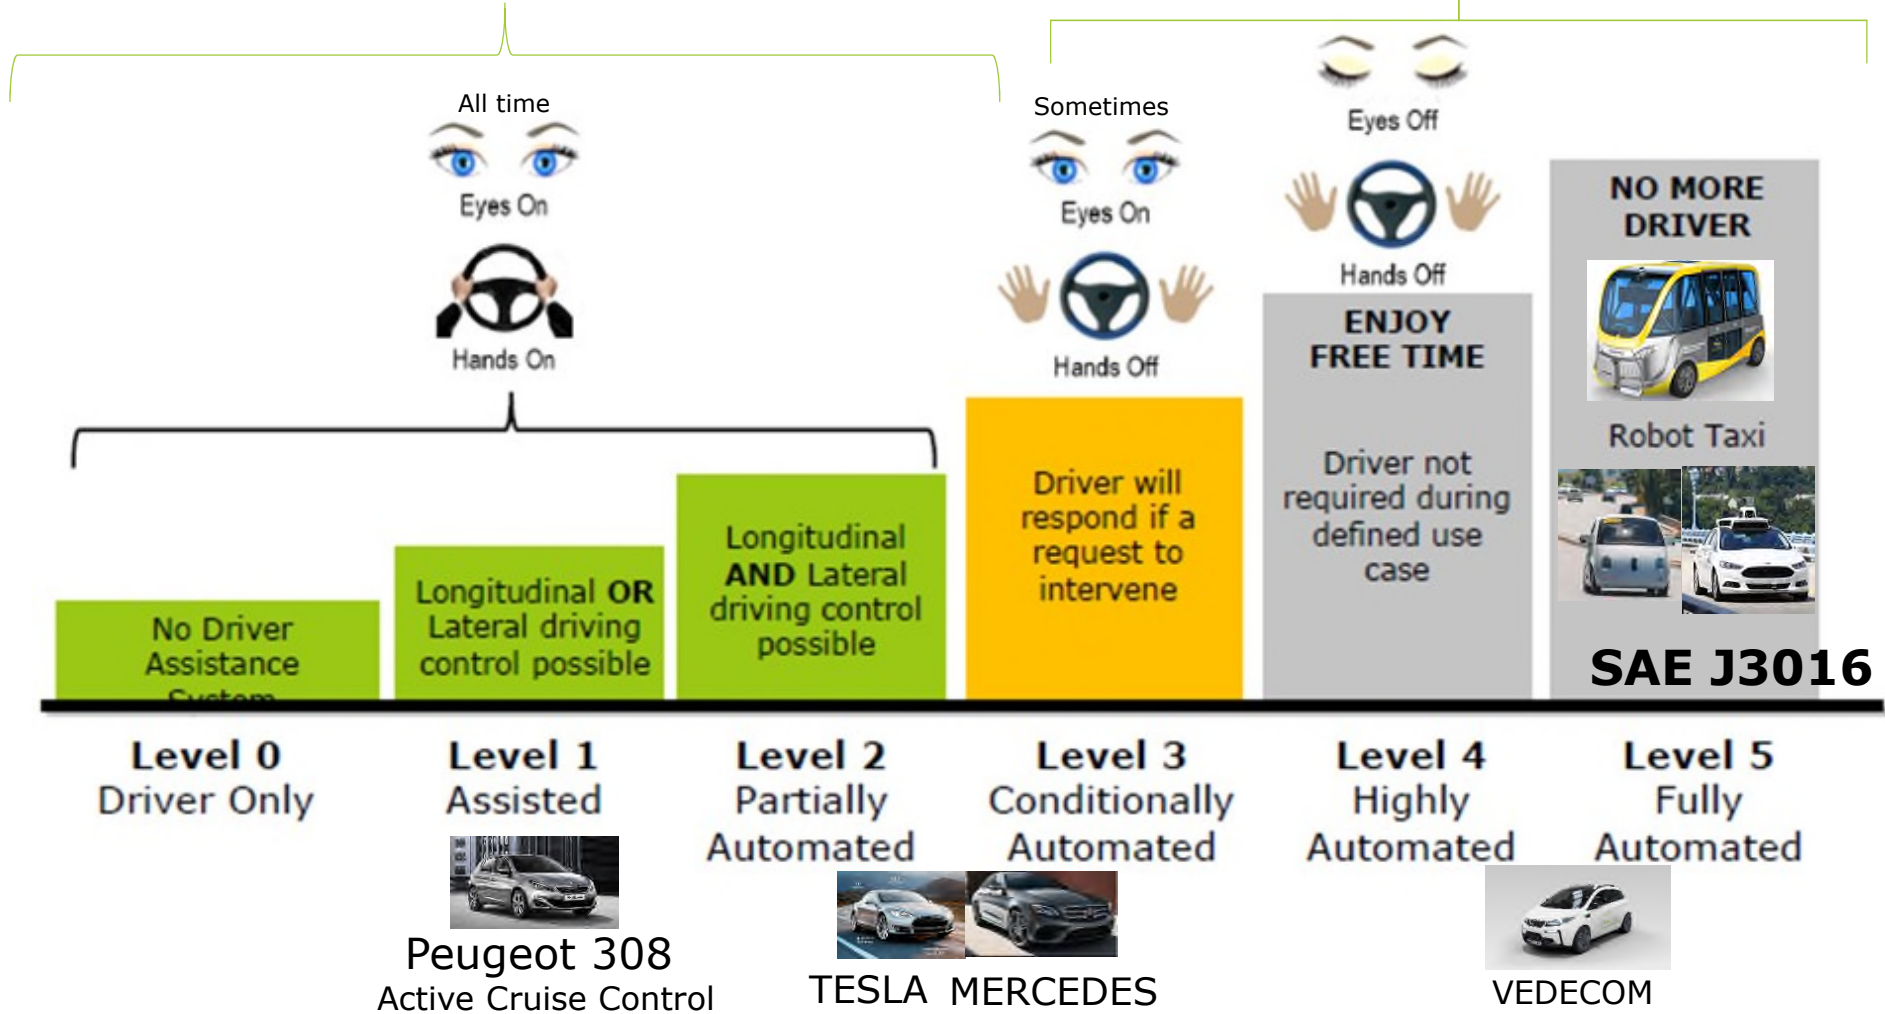 All time
Eyes On
Hands On
Sometimes
Eyes On
Hands Off
Eyes Off
Hands Off
No Driver
Assistance
System
Longitudinal OR
Lateral driving
control possible
Longitudinal
AND Lateral
driving control
possible
Driver will
respond if a
request to
intervene
ENJOY
FREE TIME
Driver not
required during
defined use
case
NO MORE
DRIVER
Robot Taxi
SAE J3016
Level 0
Driver Only
Level 1
Assisted
Level 2
Partially
Automated
Level 3
Conditionally
Automated
Level 4
Highly
Automated
Level 5
Fully
Automated
Peugeot 308
Active Cruise Control
TESLA
MERCEDES
VEDECOM